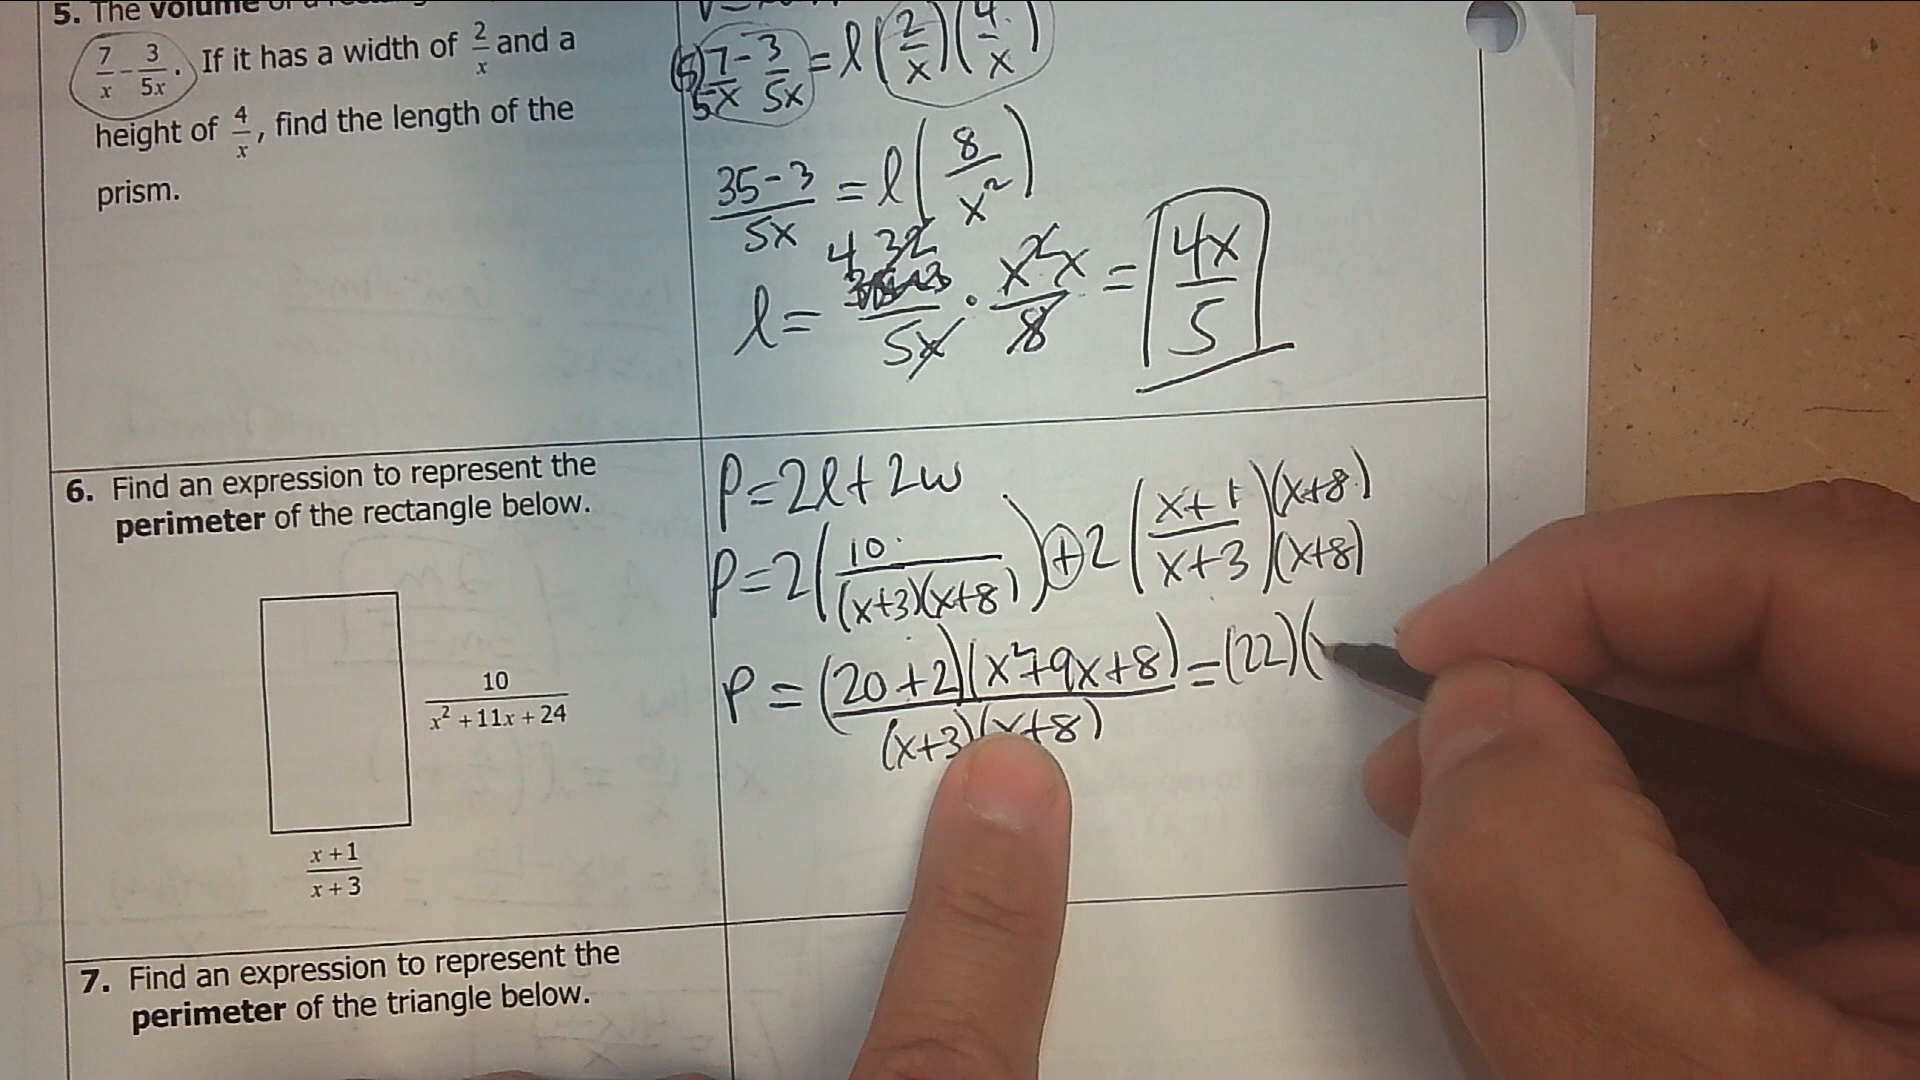 5. The volume of a rectang
7/x - 3/5x. If it has a width of 2/x and a
height of 4/x, find the length of the
prism.
(5)7/5x - 3/5x = l(2/x)(4/x)
35-3/5x = l(8/x²)
4 32
l = /5x · x² x/8 = 4x/5
6. Find an expression to represent the
perimeter of the rectangle below.
10/x² + 11x + 24
x + 1/x + 3
P=2l+2w
P=2(10/(x+3)(x+8))+2(x+1/x+3)(x+8)/(x+8)
P=(20+2)(x²+9x+8)/(x+3)(x+8)=(22)(
7. Find an expression to represent the
perimeter of the triangle below.